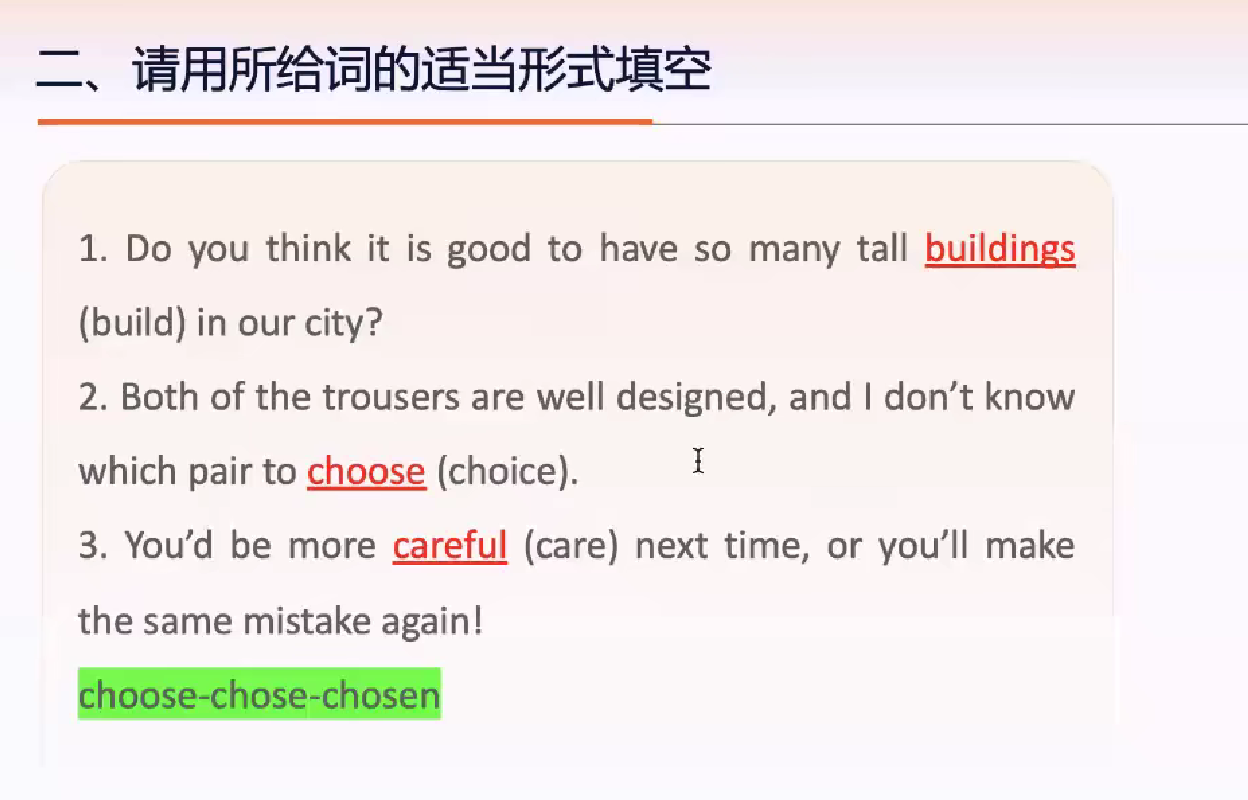 二、请用所给词的适当形式填空
1. Do you think it is good to have so many tall buildings
(build) in our city?
2. Both of the trousers are well designed, and I don’t know
which pair to choose (choice).
3. You’d be more careful (care) next time, or you’ll make
the same mistake again!
choose-chose-chosen